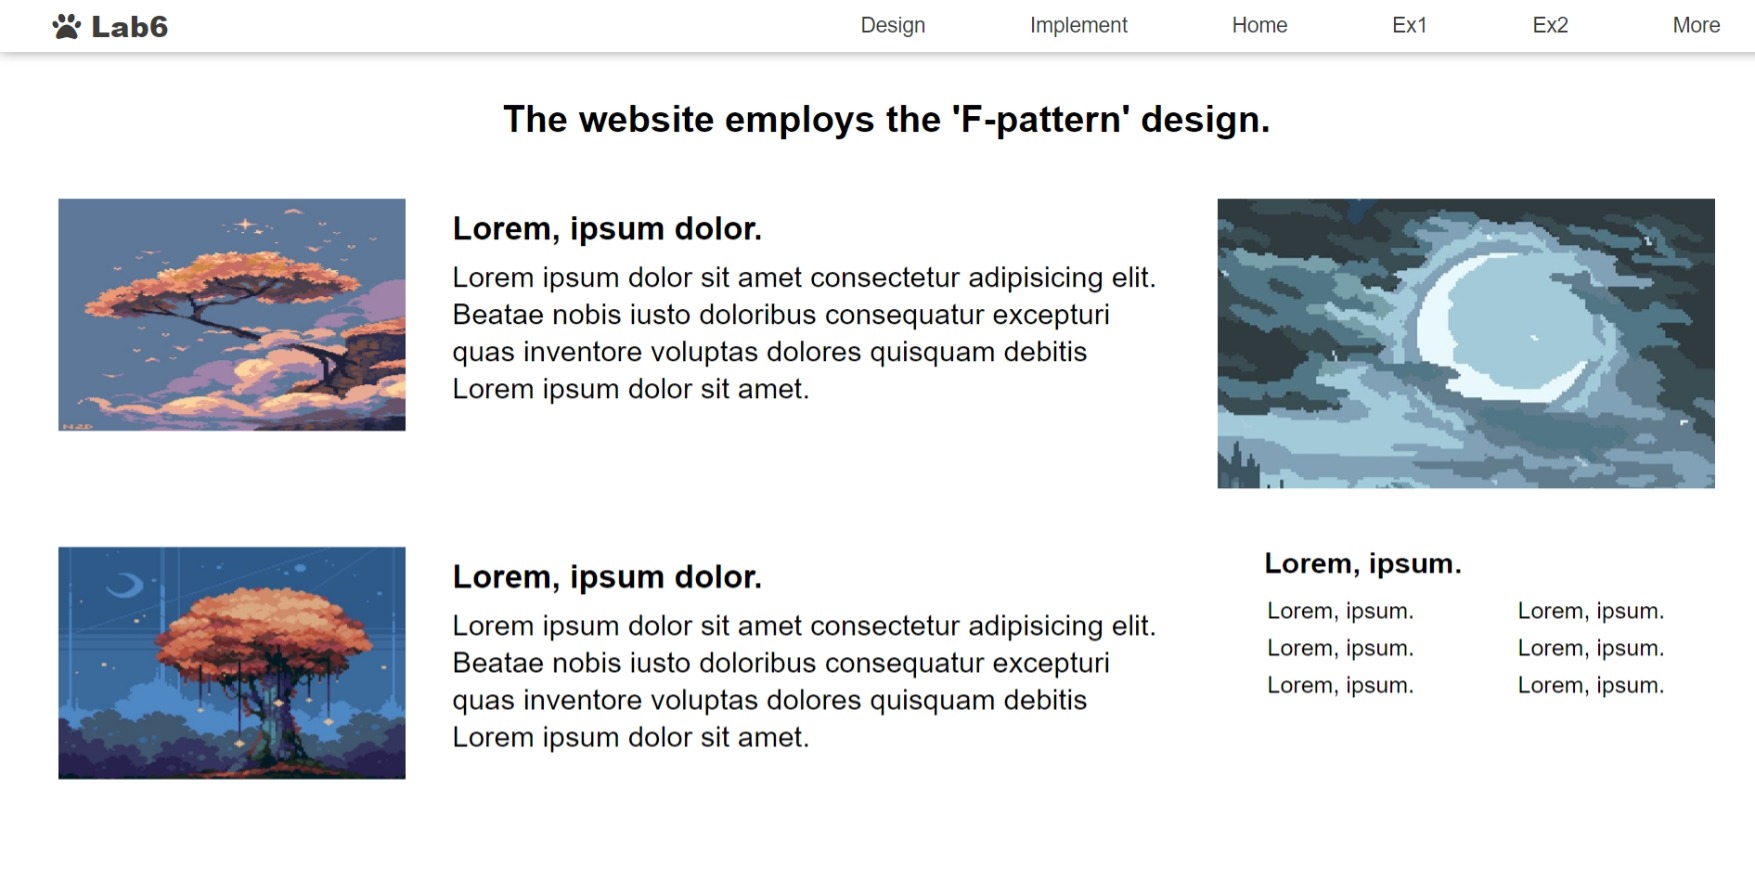 Lab6
Design Implement Home Ex1 Ex2 More
The website employs the 'F-pattern' design.
Lorem, ipsum dolor.
Lorem ipsum dolor sit amet consectetur adipisicing elit.
Beatae nobis iusto doloribus consequatur excepturi
quas inventore voluptas dolores quisquam debitis
Lorem ipsum dolor sit amet.
N2D
Lorem, ipsum dolor.
Lorem ipsum dolor sit amet consectetur adipisicing elit.
Beatae nobis iusto doloribus consequatur excepturi
quas inventore voluptas dolores quisquam debitis
Lorem ipsum dolor sit amet.
Lorem, ipsum.
Lorem, ipsum. Lorem, ipsum.
Lorem, ipsum. Lorem, ipsum.
Lorem, ipsum. Lorem, ipsum.